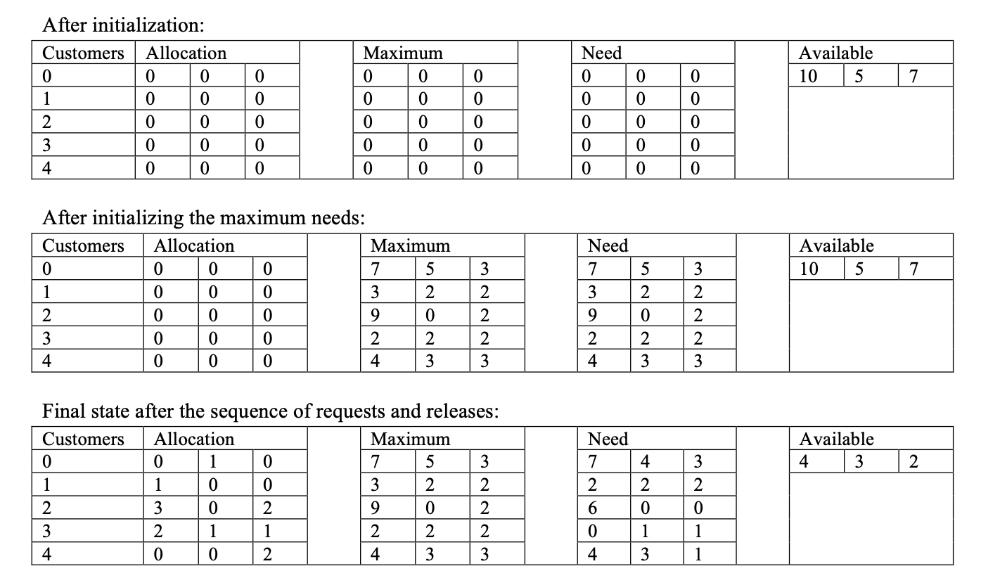 After initialization:
Customers Allocation Maximum Need Available
0 0 0 0 0 0 0 0 0 0 10 5 7
1 0 0 0 0 0 0 0 0 0
2 0 0 0 0 0 0 0 0 0
3 0 0 0 0 0 0 0 0 0
4 0 0 0 0 0 0 0 0 0
After initializing the maximum needs:
Customers Allocation Maximum Need Available
0 0 0 0 7 5 3 7 5 3 10 5 7
1 0 0 0 3 2 2 3 2 2
2 0 0 0 9 0 2 9 0 2
3 0 0 0 2 2 2 2 2 2
4 0 0 0 4 3 3 4 3 3
Final state after the sequence of requests and releases:
Customers Allocation Maximum Need Available
0 0 1 0 7 5 3 7 4 3 4 3 2
1 1 0 0 3 2 2 2 2 2
2 3 0 2 9 0 2 6 0 0
3 2 1 1 2 2 2 0 1 1
4 0 0 2 4 3 3 4 3 1